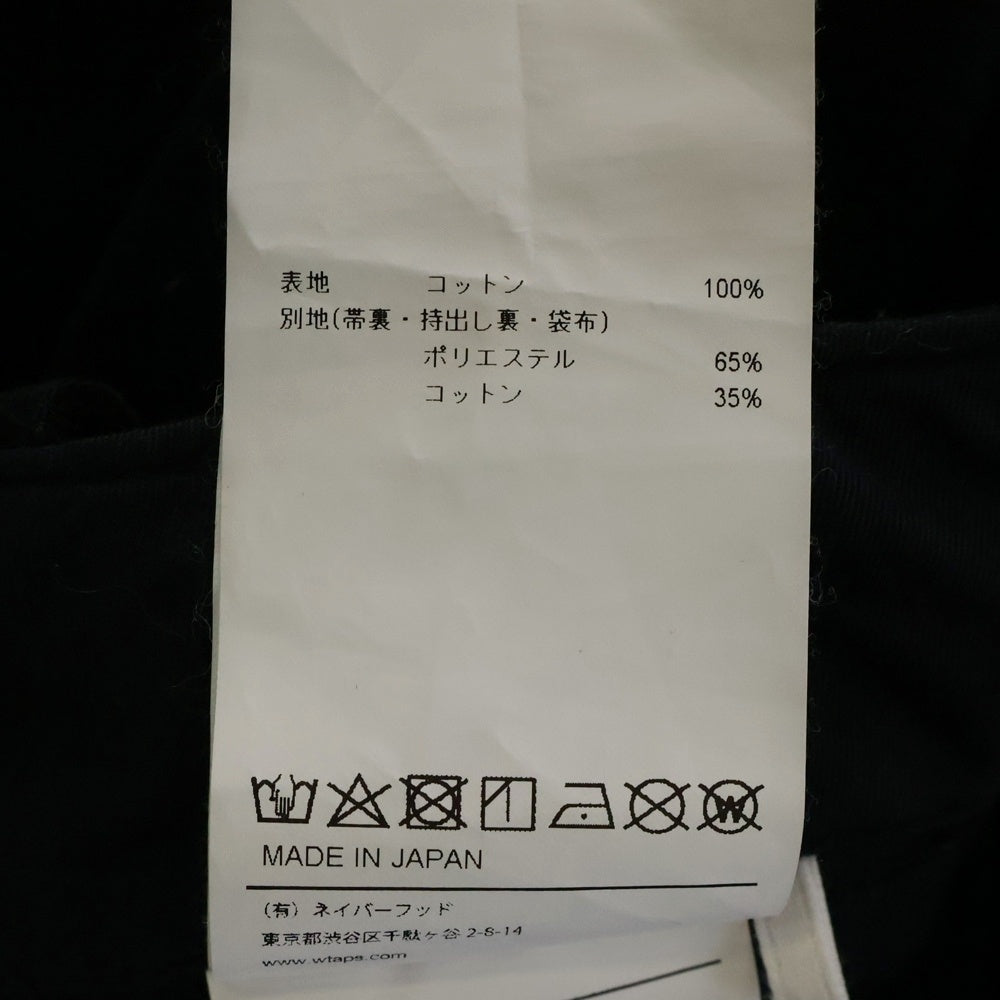 表地 コットン 100%
別地(帯裏・持出し裏・袋布)
ポリエステル 65%
コットン 35%
MADE IN JAPAN
(有) ネイバーフッド
東京都渋谷区千駄ヶ谷 2-8-14
www.wtaps.com